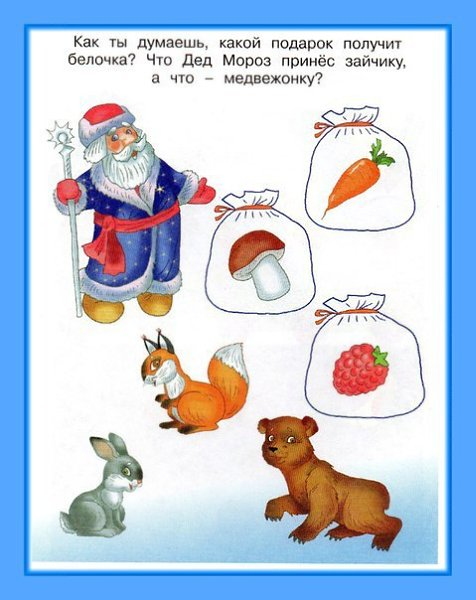 Как ты думаешь, какой подарок получит
белочка? Что Дед Мороз принёс зайчику,
а что – медвежонку?